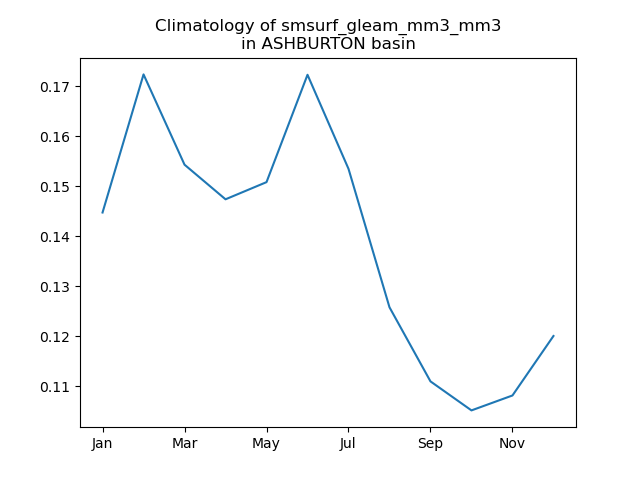 Climatology of smsurf_gleam_mm3_mm3
in ASHBURTON basin
0.17
0.16
0.15
0.14
0.13
0.12
0.11
Jan
Mar
May
Jul
Sep
Nov